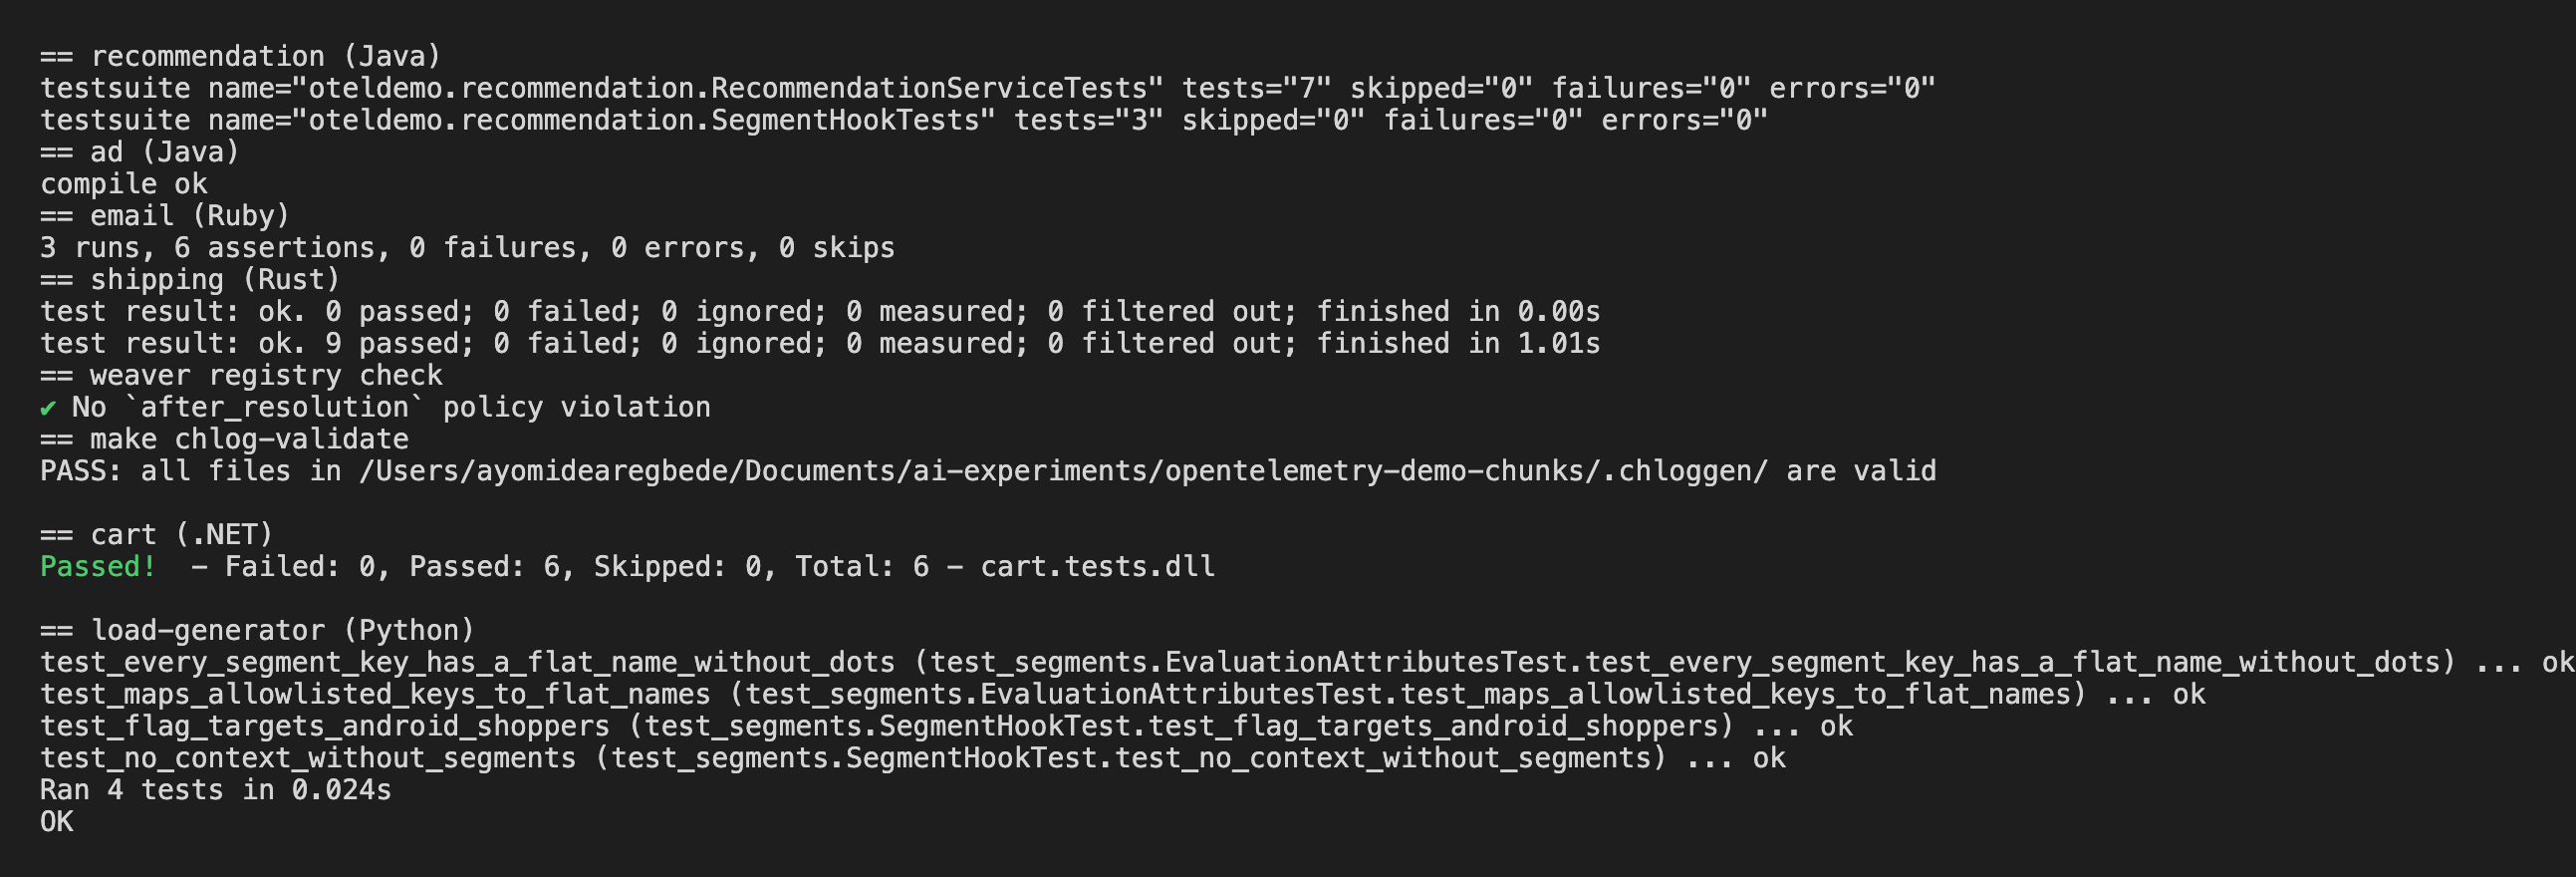 == recommendation (Java)
testsuite name="oteldemo.recommendation.RecommendationServiceTests" tests="7" skipped="0" failures="0" errors="0"
testsuite name="oteldemo.recommendation.SegmentHookTests" tests="3" skipped="0" failures="0" errors="0"
== ad (Java)
compile ok
== email (Ruby)
3 runs, 6 assertions, 0 failures, 0 errors, 0 skips
== shipping (Rust)
test result: ok. 0 passed; 0 failed; 0 ignored; 0 measured; 0 filtered out; finished in 0.00s
test result: ok. 9 passed; 0 failed; 0 ignored; 0 measured; 0 filtered out; finished in 1.01s
== weaver registry check
✔ No `after_resolution` policy violation
== make chlog-validate
PASS: all files in /Users/ayomidearegbede/Documents/ai-experiments/opentelemetry-demo-chunks/.chloggen/ are valid
== cart (.NET)
Passed!  - Failed: 0, Passed: 6, Skipped: 0, Total: 6 - cart.tests.dll
== load-generator (Python)
test_every_segment_key_has_a_flat_name_without_dots (test_segments.EvaluationAttributesTest.test_every_segment_key_has_a_flat_name_without_dots) ... ok
test_maps_allowlisted_keys_to_flat_names (test_segments.EvaluationAttributesTest.test_maps_allowlisted_keys_to_flat_names) ... ok
test_flag_targets_android_shoppers (test_segments.SegmentHookTest.test_flag_targets_android_shoppers) ... ok
test_no_context_without_segments (test_segments.SegmentHookTest.test_no_context_without_segments) ... ok
Ran 4 tests in 0.024s
OK